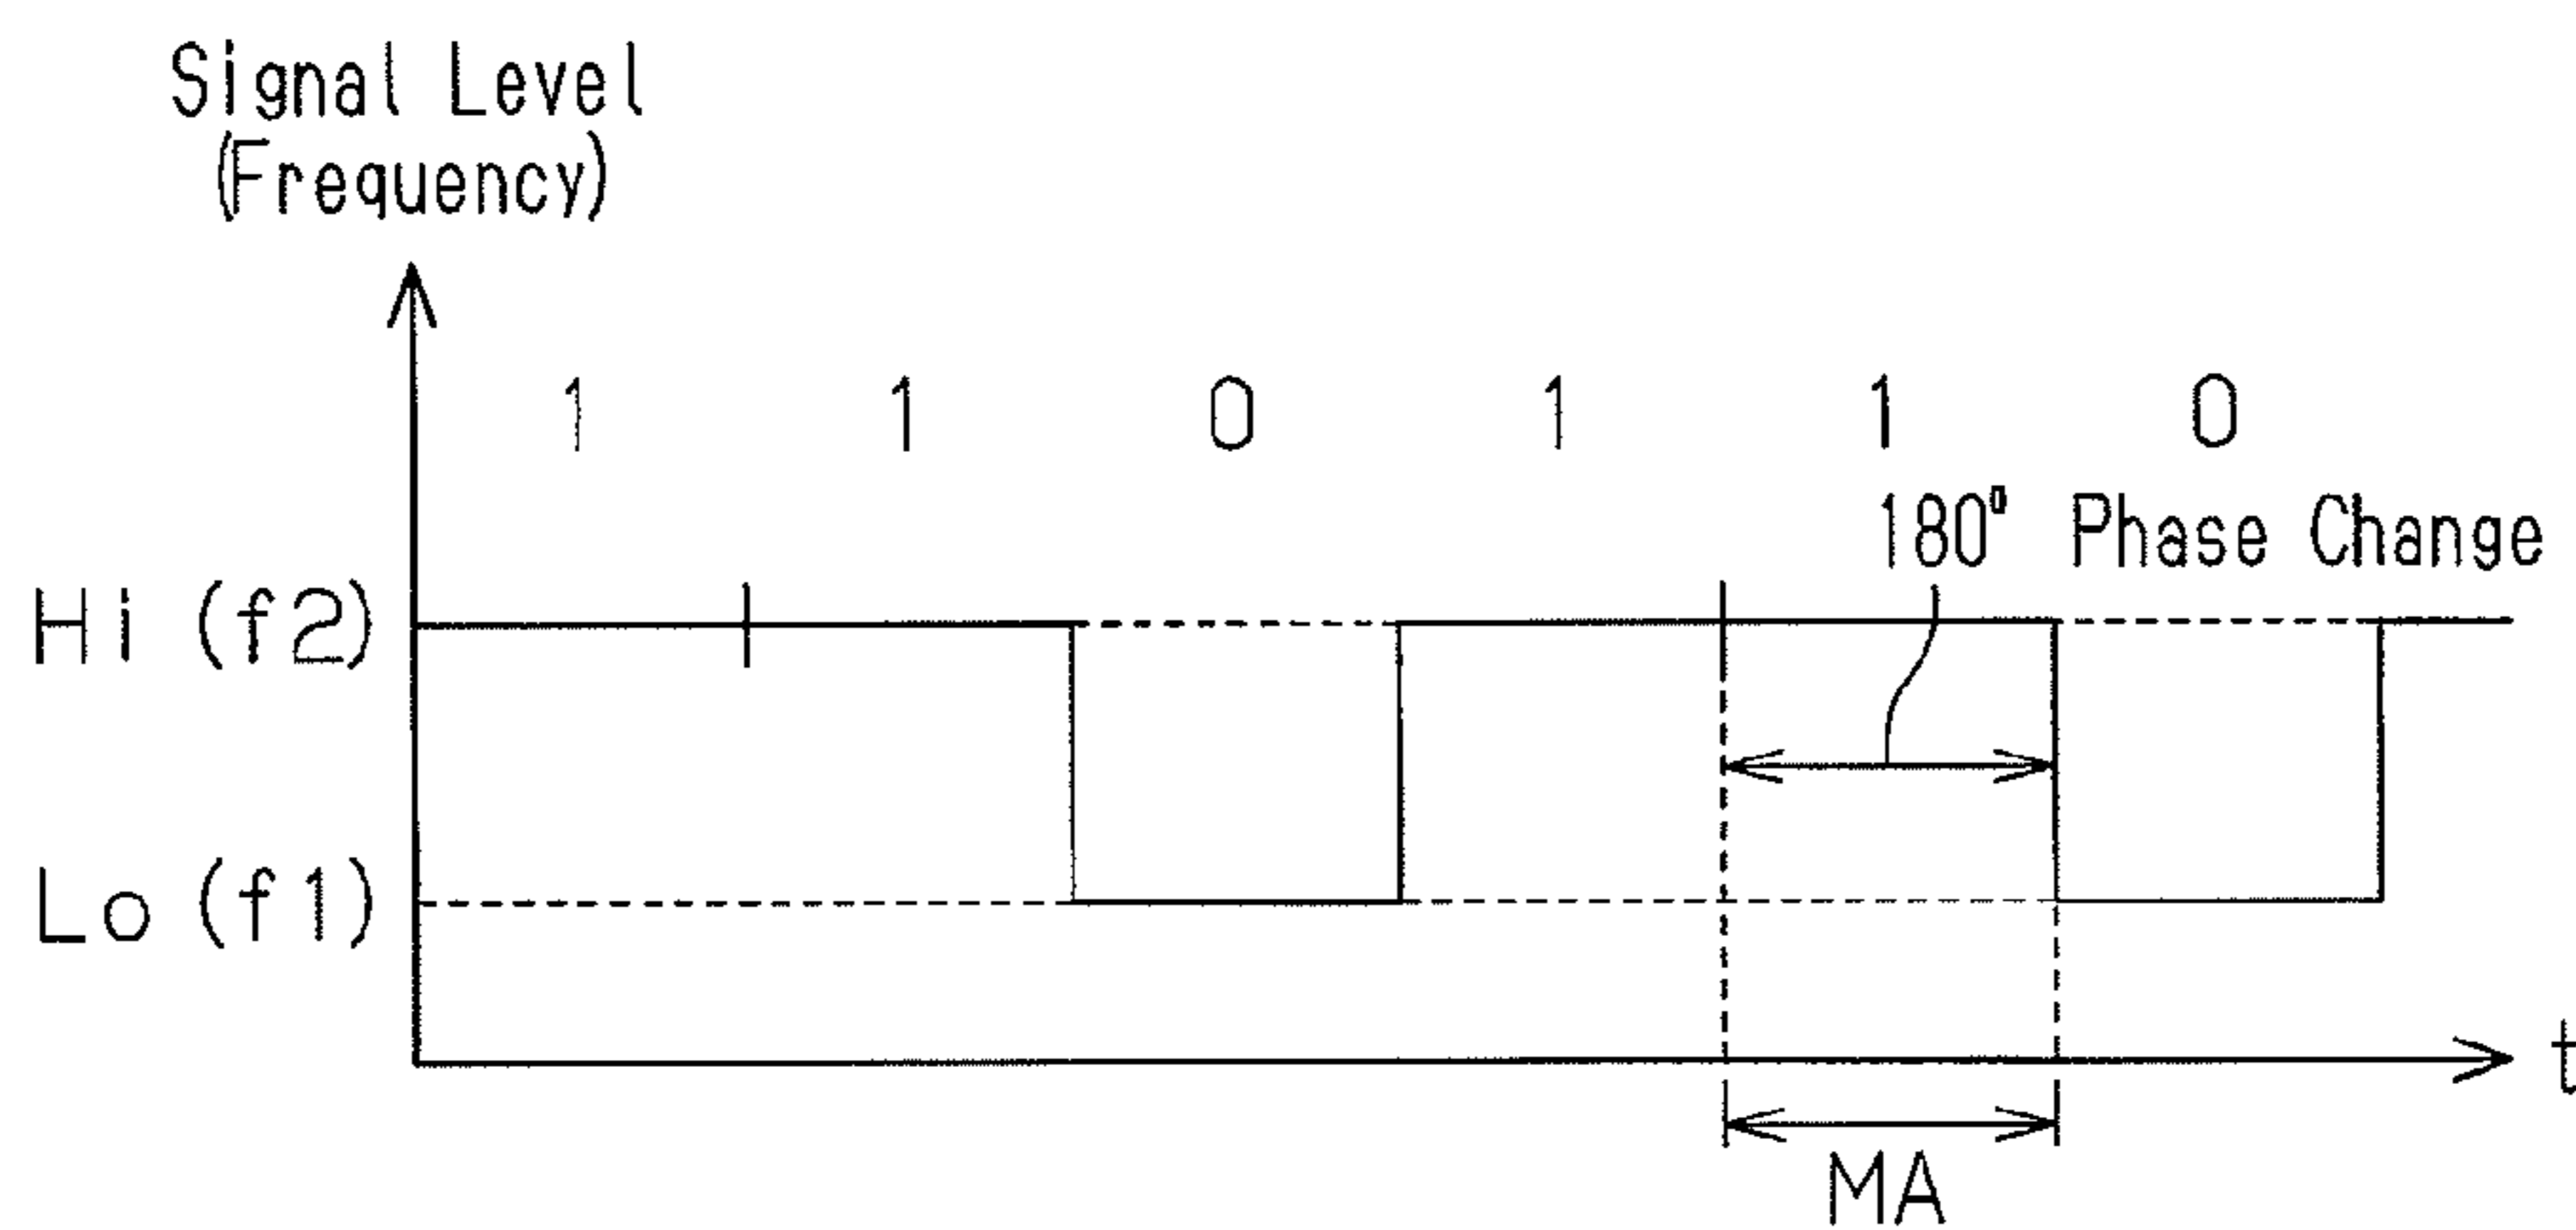 Signal Level
(Frequency)
1 1 0 1 1 0
180° Phase Change
Hi (f2)
Lo (f1)
t
MA